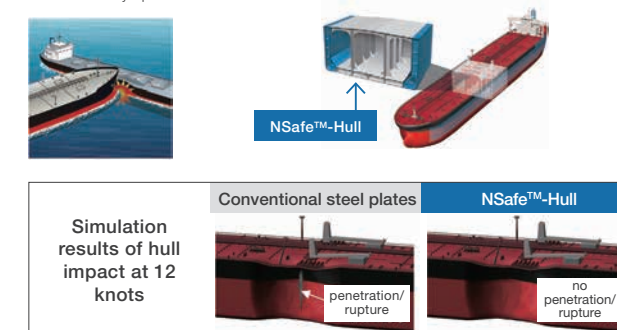 NSafe™-Hull
Conventional steel plates
NSafe™-Hull
Simulation
results of hull
impact at 12
knots
penetration/
rupture
no
penetration/
rupture